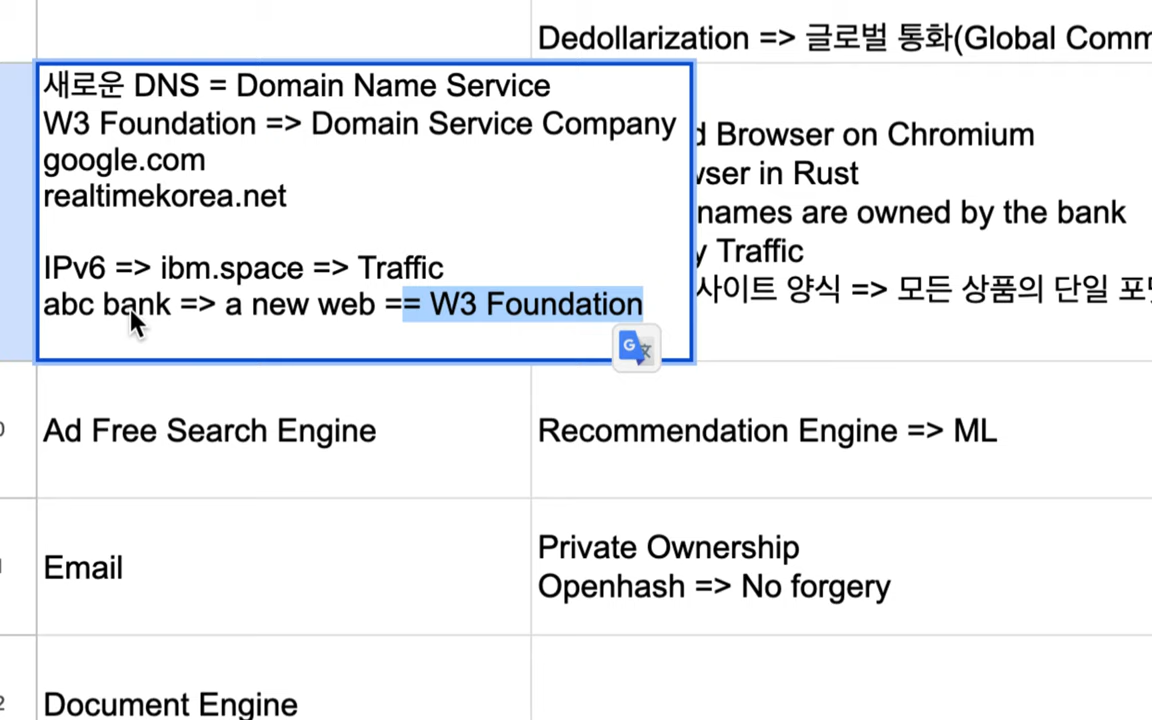 Dedollarization => 글로벌 통화(Global
새로운 DNS = Domain Name Service
W3 Foundation => Domain Service Company
google.com
realtimekorea.net
IPv6 => ibm.space => Traffic
abc bank => a new web == W3 Foundation
Browser on Chromium
in Rust
names are owned by the bank
Traffic
사이트 양식 => 모든 상품의 단일
Ad Free Search Engine
Recommendation Engine => ML
Email
Private Ownership
Openhash => No forgery
Document Engine